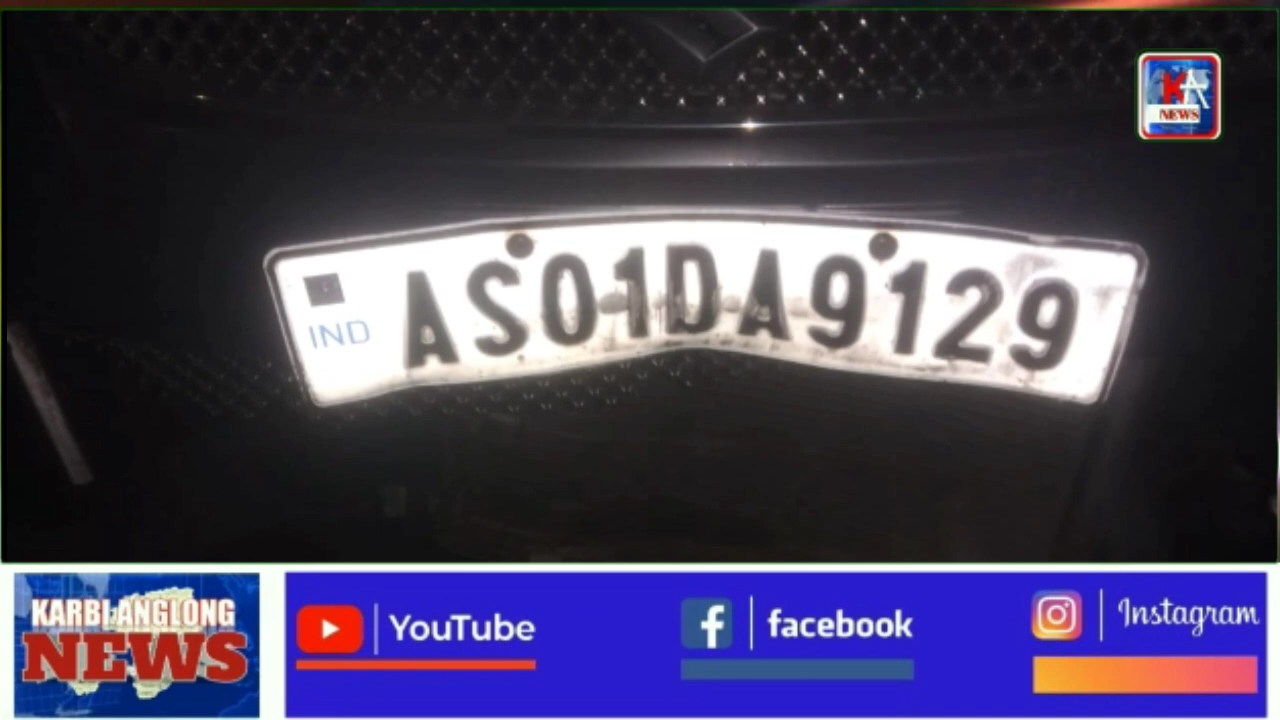 KA
NEWS
IND
AS01DA9129
KARBI ANGLONG
NEWS
YouTube
facebook
Instagram